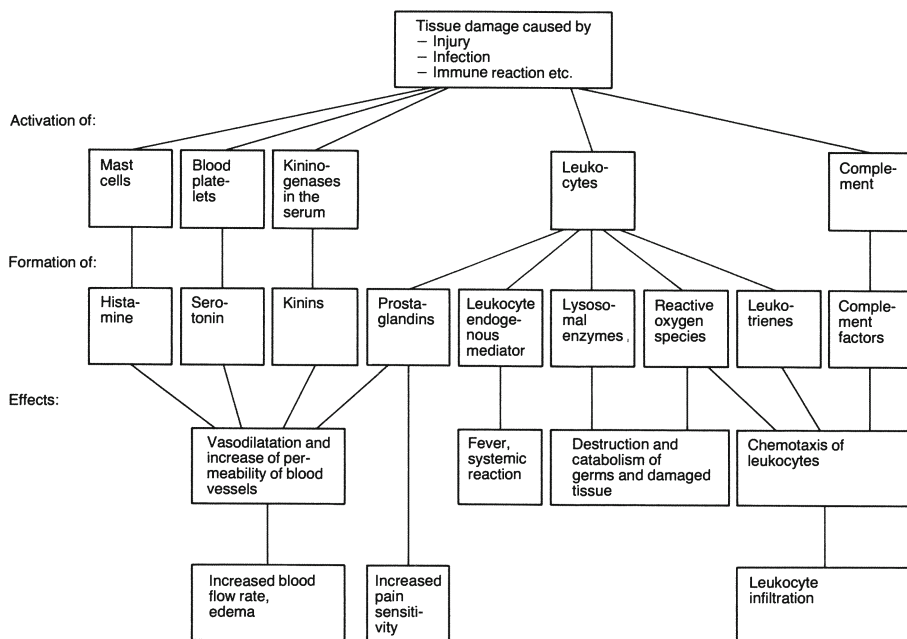 Tissue damage caused by
– Injury
– Infection
– Immune reaction etc.
Activation of:
Mast
cells
Blood
plate-
lets
Kinino-
genases
in the
serum
Leuko-
cytes
Comple-
ment
Formation of:
Hista-
mine
Sero-
tonin
Kinins
Prosta-
glandins
Leukocyte
endoge-
nous
mediator
Lysoso-
mal
enzymes
Reactive
oxygen
species
Leuko-
trienes
Comple-
ment
factors
Effects:
Vasodilatation and
increase of per-
meability of blood
vessels
Fever,
systemic
reaction
Destruction and
catabolism of
germs and damaged
tissue
Chemotaxis of
leukocytes
Increased blood
flow rate,
edema
Increased
pain
sensiti-
vity
Leukocyte
infiltration